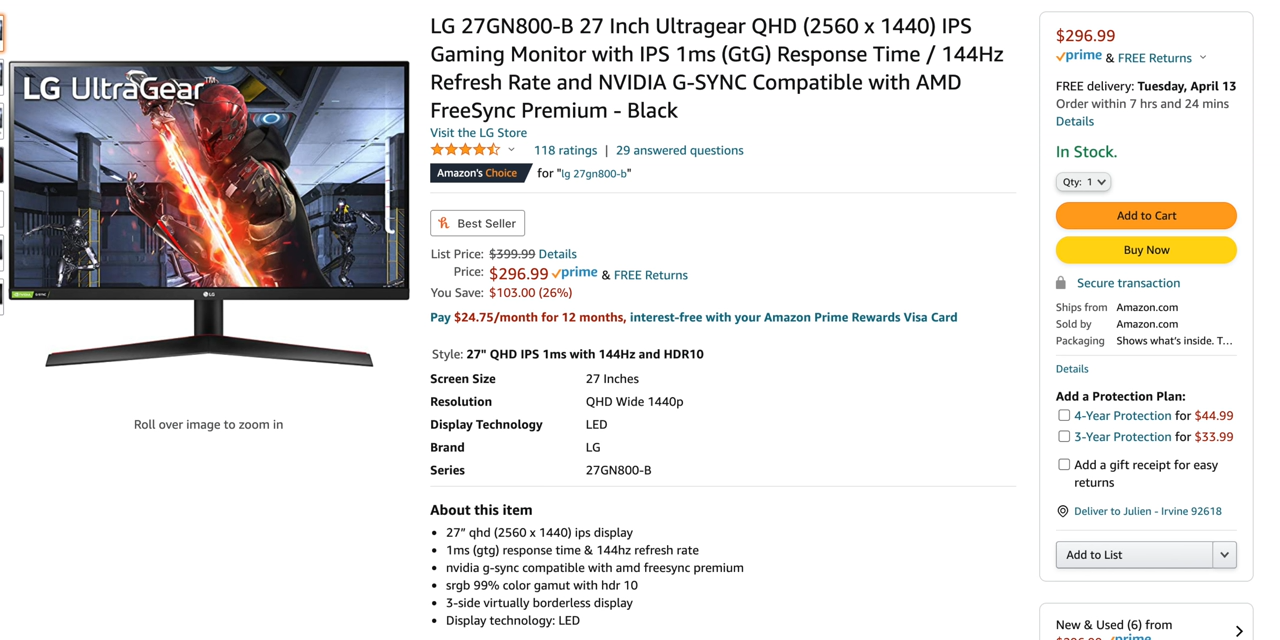 LG UltraGear™
LG
Roll over image to zoom in
LG 27GN800-B 27 Inch Ultragear QHD (2560 x 1440) IPS
Gaming Monitor with IPS 1ms (GtG) Response Time / 144Hz
Refresh Rate and NVIDIA G-SYNC Compatible with AMD
FreeSync Premium - Black
Visit the LG Store
118 ratings | 29 answered questions
Amazon's Choice for "lg 27gn800-b"
Best Seller
List Price: $399.99 Details
Price: $296.99 prime & FREE Returns
You Save: $103.00 (26%)
Pay $24.75/month for 12 months, interest-free with your Amazon Prime Rewards Visa Card
Style: 27" QHD IPS 1ms with 144Hz and HDR10
Screen Size 27 Inches
Resolution QHD Wide 1440p
Display Technology LED
Brand LG
Series 27GN800-B
About this item
• 27” qhd (2560 x 1440) ips display
• 1ms (gtg) response time & 144hz refresh rate
• nvidia g-sync compatible with amd freesync premium
• srgb 99% color gamut with hdr 10
• 3-side virtually borderless display
• Display technology: LED
$296.99
prime & FREE Returns
FREE delivery: Tuesday, April 13
Order within 7 hrs and 24 mins
Details
In Stock.
Qty: 1
Add to Cart
Buy Now
Secure transaction
Ships from Amazon.com
Sold by Amazon.com
Packaging Shows what's inside. T...
Details
Add a Protection Plan:
4-Year Protection for $44.99
3-Year Protection for $33.99
Add a gift receipt for easy
returns
Deliver to Julien - Irvine 92618
Add to List
New & Used (6) from
prime